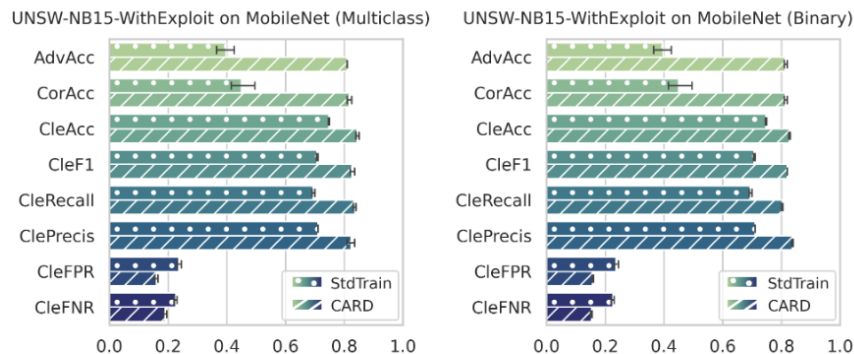 UNSW-NB15-WithExploit on MobileNet (Multiclass)
AdvAcc
CorAcc
CleAcc
CleF1
CleRecall
ClePrecis
CleFPR
CleFNR
StdTrain
CARD
0.0 0.2 0.4 0.6 0.8 1.0
UNSW-NB15-WithExploit on MobileNet (Binary)
AdvAcc
CorAcc
CleAcc
CleF1
CleRecall
ClePrecis
CleFPR
CleFNR
StdTrain
CARD
0.0 0.2 0.4 0.6 0.8 1.0